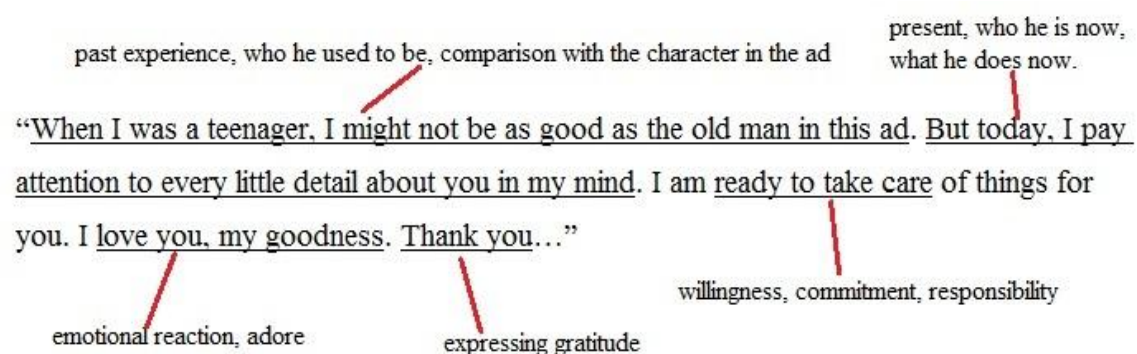 present, who he is now,
what he does now.
past experience, who he used to be, comparison with the character in the ad
“When I was a teenager, I might not be as good as the old man in this ad. But today, I pay
attention to every little detail about you in my mind. I am ready to take care of things for
you. I love you, my goodness. Thank you…”
willingness, commitment, responsibility
emotional reaction, adore
expressing gratitude